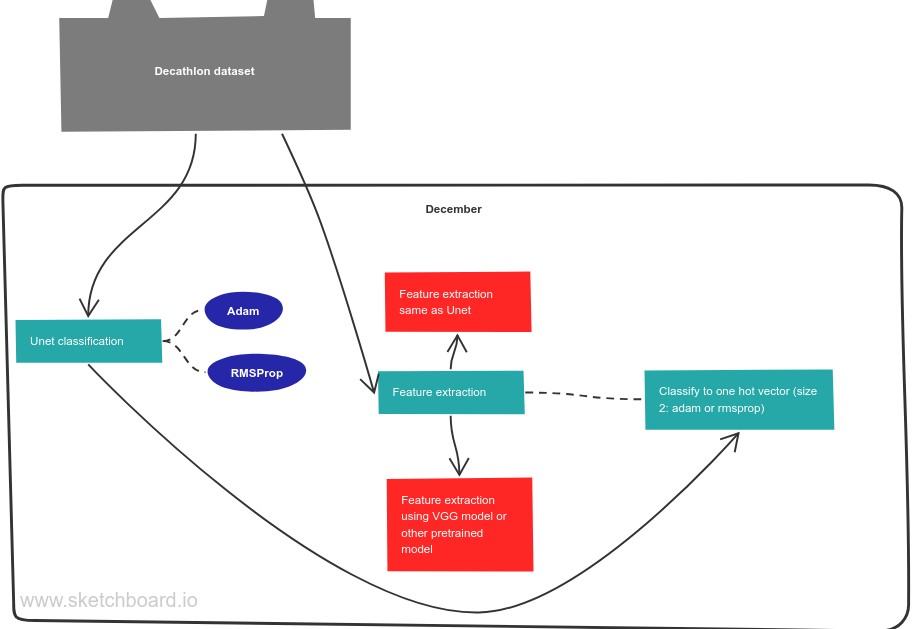 Decathlon dataset
December
Feature extraction
same as Unet
Adam
Unet classification
RMSProp
Feature extraction
Classify to one hot vector (size
2: adam or rmsprop)
Feature extraction
using VGG model or
other pretrained
model
www.sketchboard.io